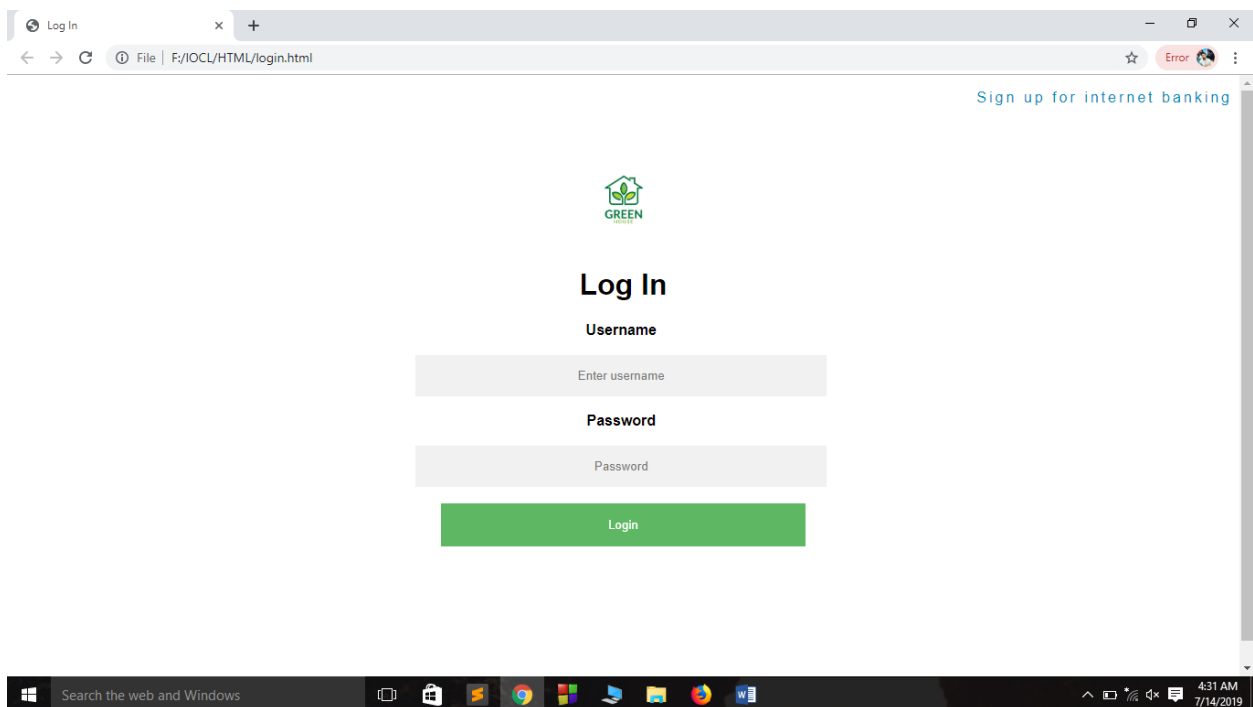 Log In
File | F:/IOCL/HTML/login.html
Error
Sign up for internet banking
GREEN
HOUSE
Log In
Username
Enter username
Password
Password
Login
Search the web and Windows
4:31 AM
7/14/2019